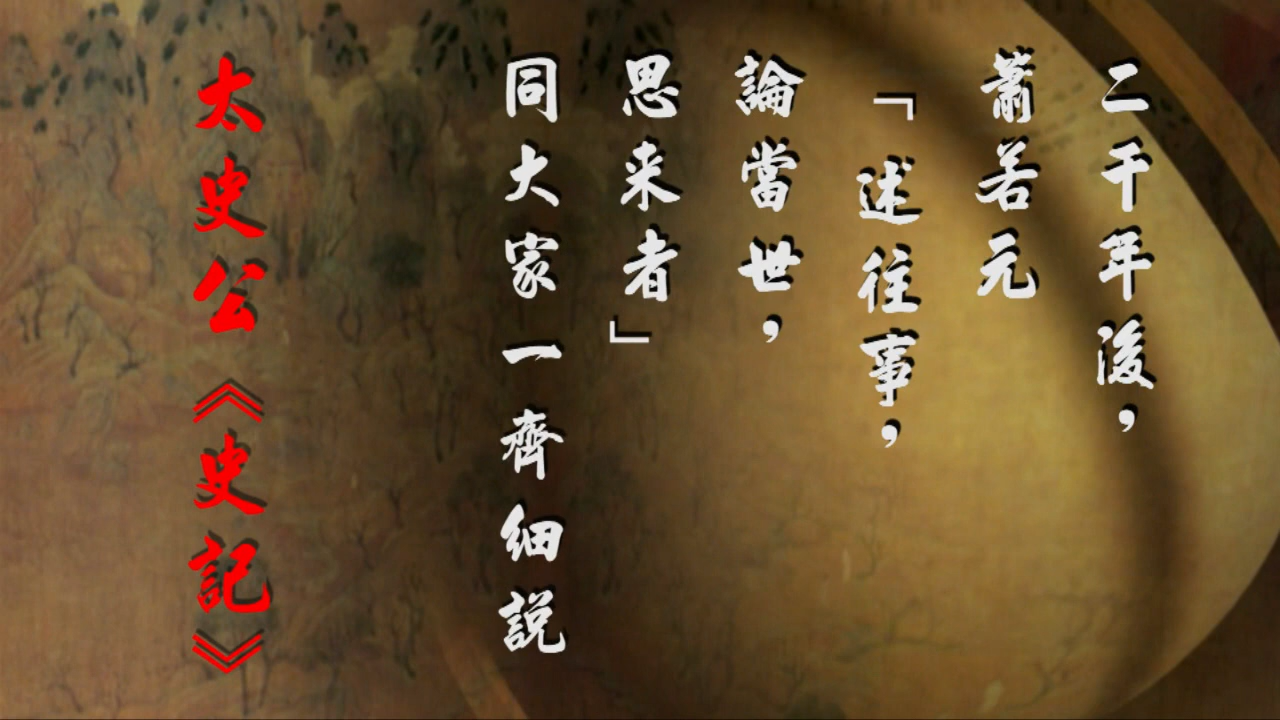 二千年後，
蕭若元
「述往事，
論當世，
思来者」
同大家一齊細説
太史公《史記》